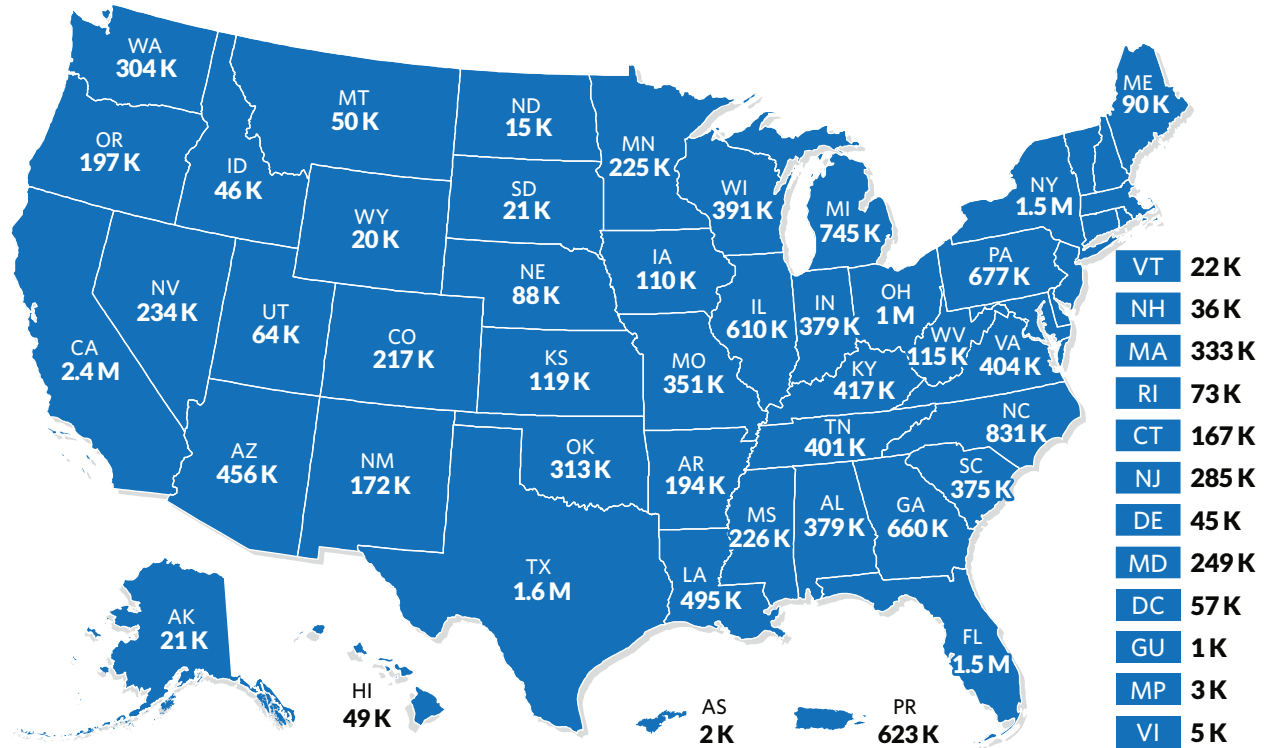 WA
304 K
OR
197 K
CA
2.4 M
NV
234 K
ID
46 K
MT
50 K
WY
20 K
UT
64 K
AZ
456 K
CO
217 K
NM
172 K
ND
15 K
SD
21 K
NE
88 K
KS
119 K
OK
313 K
TX
1.6 M
MN
225 K
IA
110 K
MO
351 K
AR
194 K
LA
495 K
WI
391 K
IL
610 K
MI
745 K
IN
379 K
OH
1 M
KY
417 K
TN
401 K
MS
226 K
AL
379 K
GA
660 K
FL
1.5 M
SC
375 K
NC
831 K
VA
404 K
WV
115 K
PA
677 K
NY
1.5 M
ME
90 K
AK
21 K
HI
49 K
AS
2 K
PR
623 K
VT 22 K
NH 36 K
MA 333 K
RI 73 K
CT 167 K
NJ 285 K
DE 45 K
MD 249 K
DC 57 K
GU 1 K
MP 3 K
VI 5 K